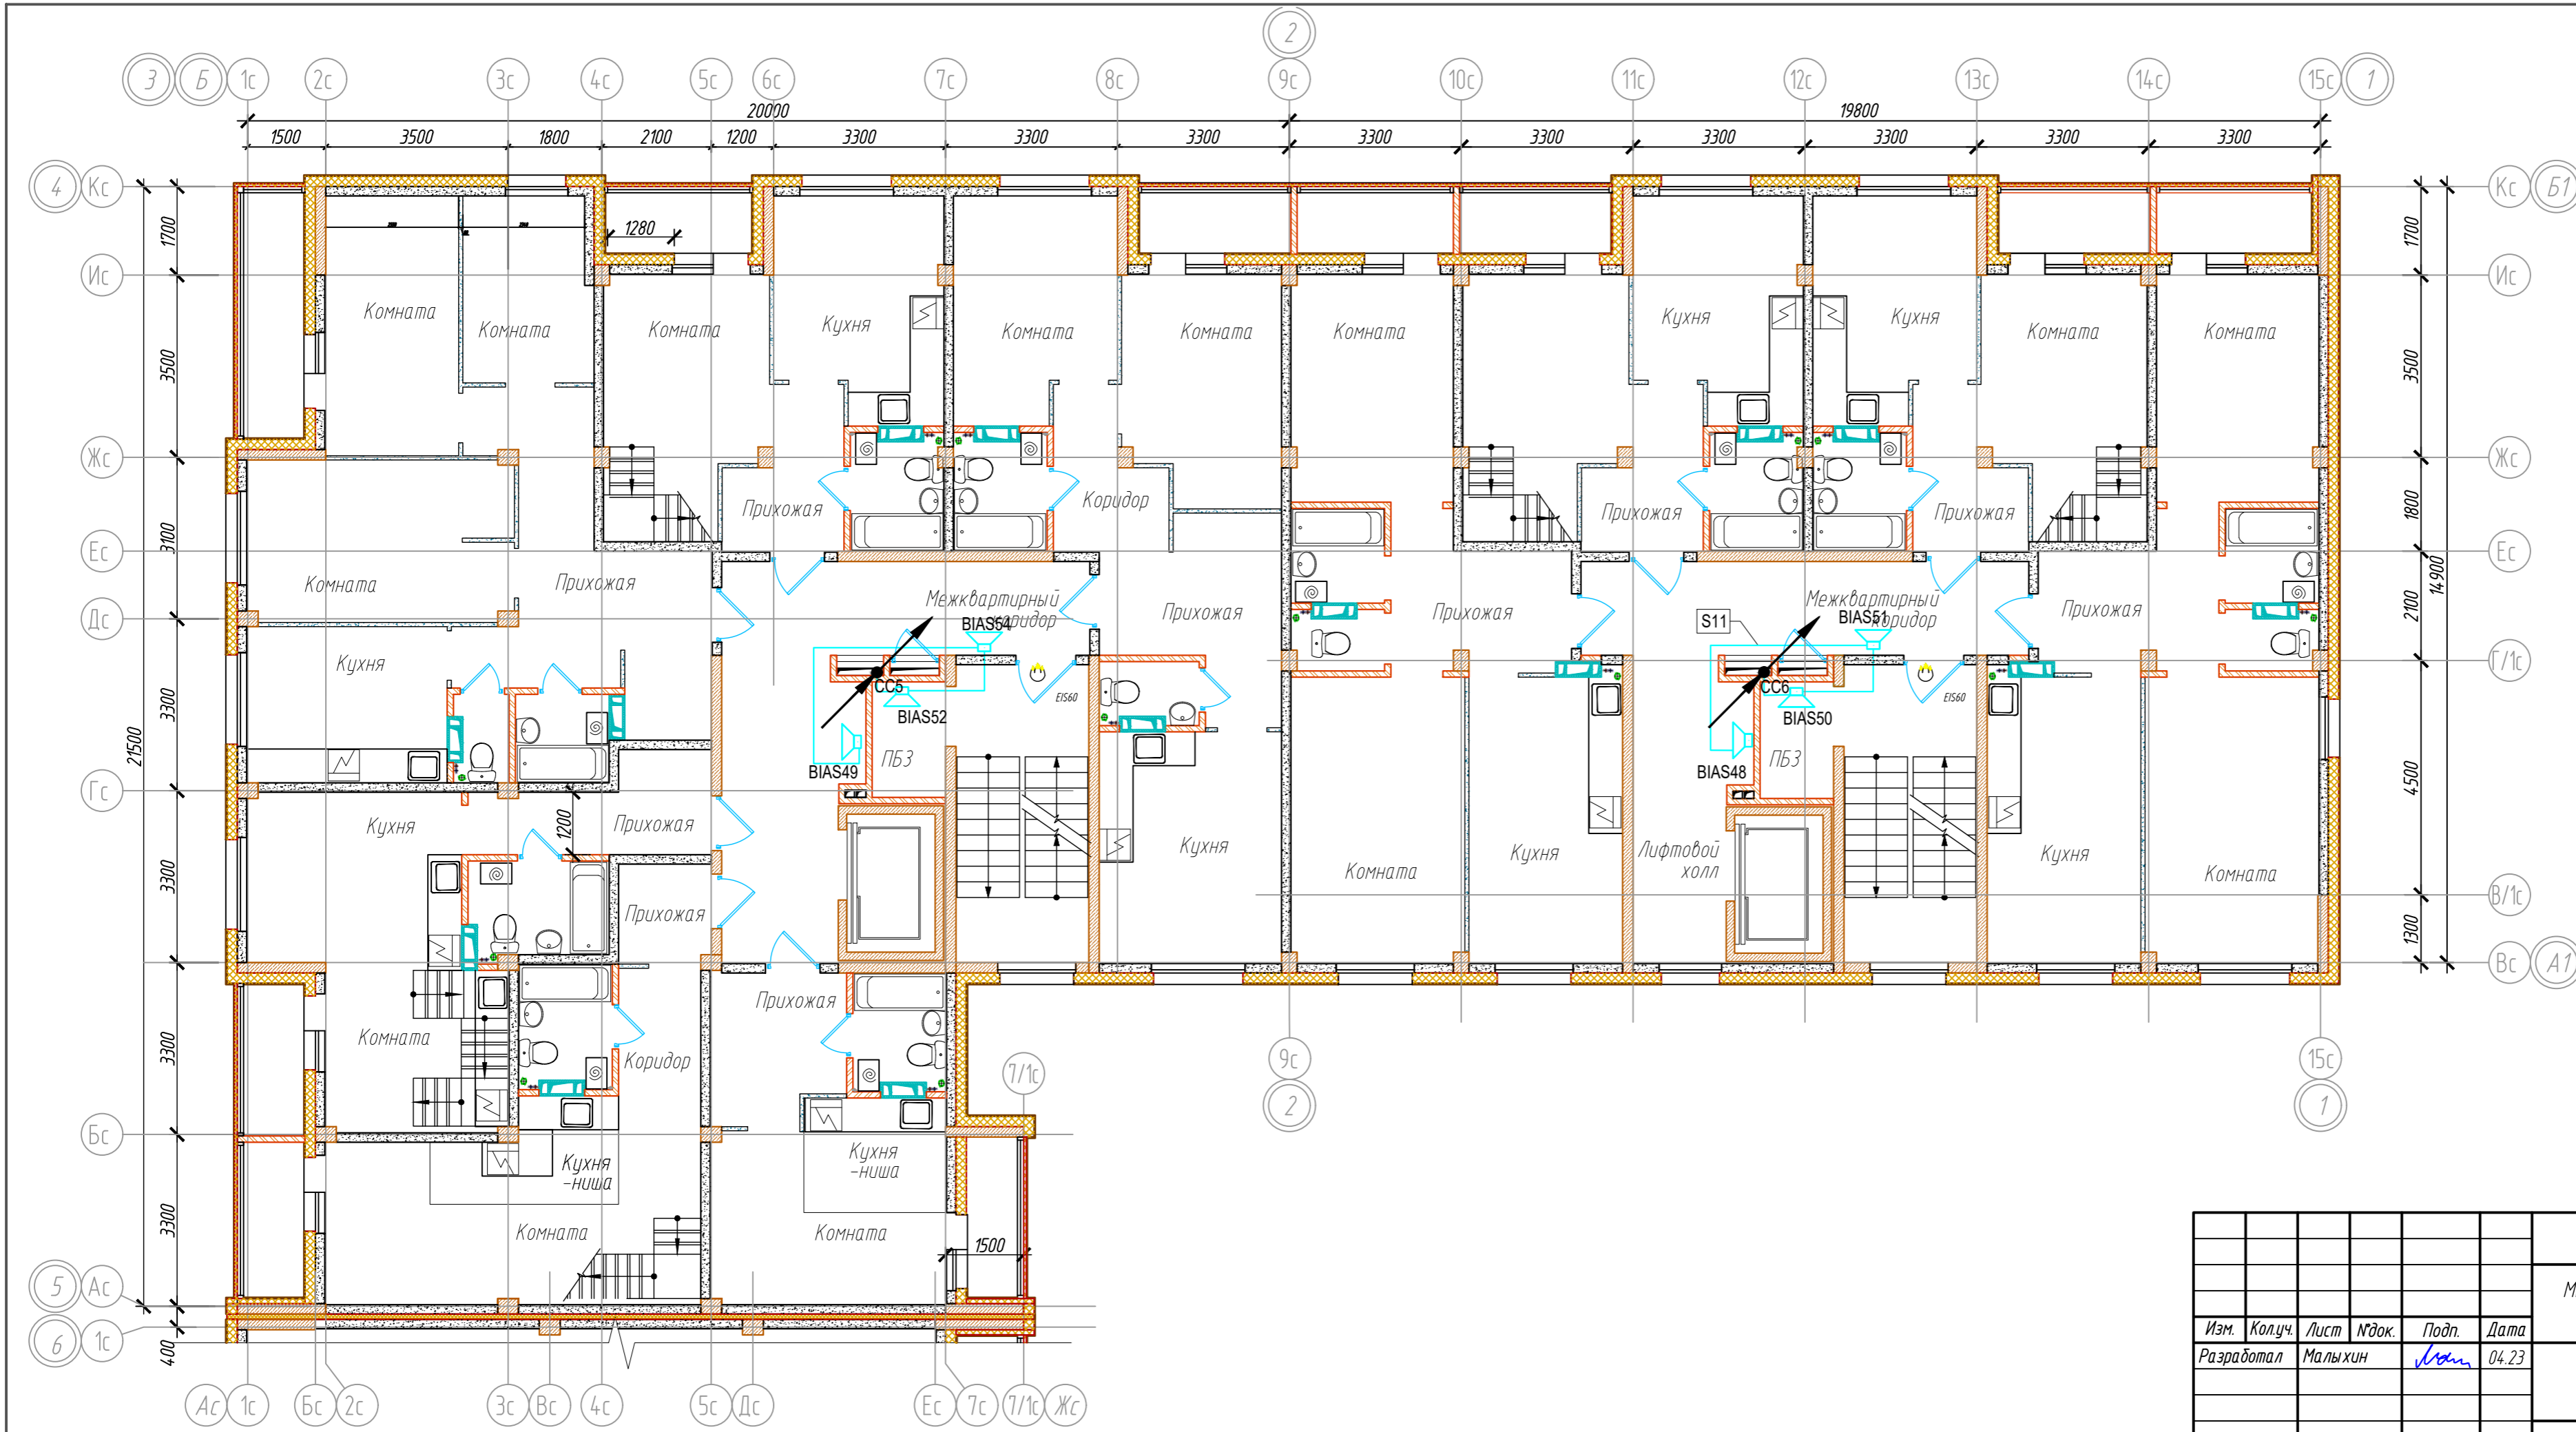 2
3 Б 1с 2с 3с 4с 5с 6с 7с 8с 9с 10с 11с 12с 13с 14с 15с 1
20000 19800
1500 3500 1800 2100 1200 3300 3300 3300 3300 3300 3300 3300 3300 3300
4 Кс Кс Б1
1700 1280 1700
Ис Ис
Комната Комната Комната Кухня Комната Комната Комната Кухня Кухня Комната Комната
3500 3500
Жс Жс
Прихожая Коридор Прихожая Прихожая
1800
3100
Ес Ес
Комната Прихожая
Межквартирный
коридор
Прихожая Прихожая
Межквартирный
коридор
Прихожая
14900
2100
Дс
BIAS54 S11 BIAS51
Кухня
Г/1с
CC5 EIS60 CC6 EIS60
3300
BIAS52 BIAS50
21500
BIAS49 ПБЗ BIAS48 ПБЗ
4500
Гс
Кухня 1200 Прихожая
Кухня Комната Кухня
Лифтовой
холл
Кухня Комната
3300
В/1с
Прихожая
1300
Вс Вс А1
Прихожая
Комната Коридор
3300
9с 15с
7/1с
2 1
Бс
Кухня
-ниша
Кухня
-ниша
3300
Комната Комната
1500
5 Ас
6 1с
400
Ас 1с Бс 2с 3с Вс 4с 5с Дс Ес 7с 7/1с Жс
М
Изм. Кол.уч. Лист №док. Подп. Дата
Разработал Малыхин 04.23